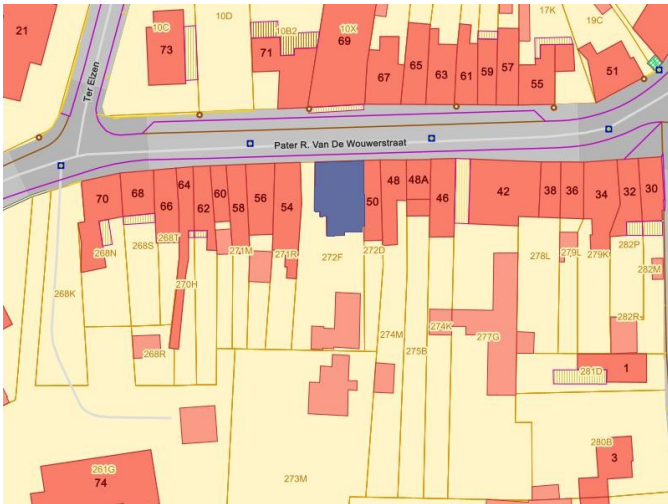 21
10C
73
10D
10B2
71
10X
69
67
65
63
61
59
57
17K
55
19C
51
Ter Elzen
Pater R. Van De Wouwerstraat
70
68
66
64
62
60
58
56
54
50
48
48A
46
42
38
36
34
32
30
268N
268S
268T
271M
271R
272F
272D
278L
279L
279K
282P
282M
268K
270H
274M
274K
275B
277G
282R
268R
281D
1
261G
74
273M
280B
3